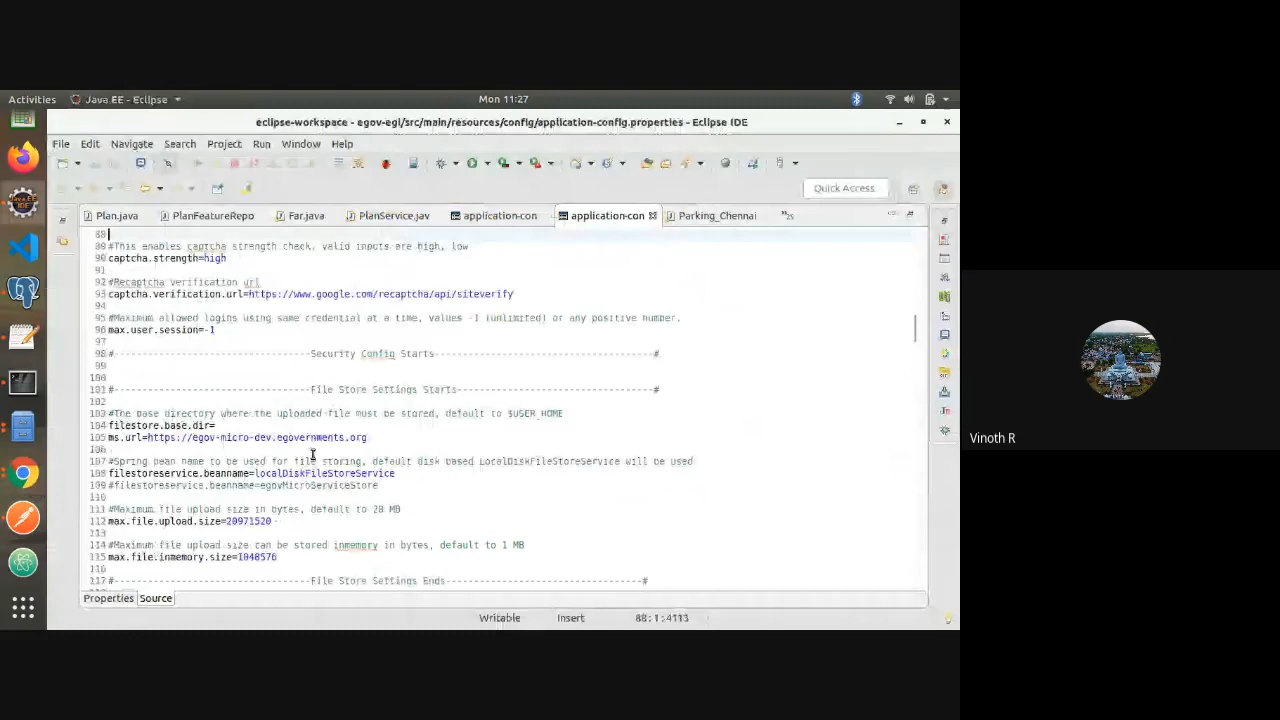 Activities Java EE - Eclipse Mon 11:27
eclipse-workspace - egov-egi/src/main/resources/config/application-config.properties - Eclipse IDE
File Edit Navigate Search Project Run Window Help
Quick Access
Plan.java PlanFeatureRepo Far.java PlanService.jav application-con application-con Parking_Chennai »25
88
89 #This enables captcha strength check, valid inputs are high, low
90 captcha.strength=high
91
92 #Recaptcha verification url
93 captcha.verification.url=https://www.google.com/recaptcha/api/siteverify
94
95 #Maximum allowed logins using same credential at a time, values -1 (unlimited) or any positive number.
96 max.user.session=-1
97
98 #----------------------------------Security Config Starts-------------------------------------#
99
100
101 #----------------------------------File Store Settings Starts---------------------------------#
102
103 #The base directory where the uploaded file must be stored, default to $USER_HOME
104 filestore.base.dir=
105 ms.url=https://egov-micro-dev.egovernments.org
106
107 #Spring bean name to be used for file storing, default disk based LocalDiskFileStoreService will be used
108 filestoreservice.beanname=localDiskFileStoreService
109 #filestoreservice.beanname=egovMicroServiceStore
110
111 #Maximum file upload size in bytes, default to 20 MB
112 max.file.upload.size=20971520
113
114 #Maximum file upload size can be stored inmemory in bytes, default to 1 MB
115 max.file.inmemory.size=1048576
116
117 #----------------------------------File Store Settings Ends---------------------------------#
Properties Source
Writable Insert 88:1:4113
Vinoth R